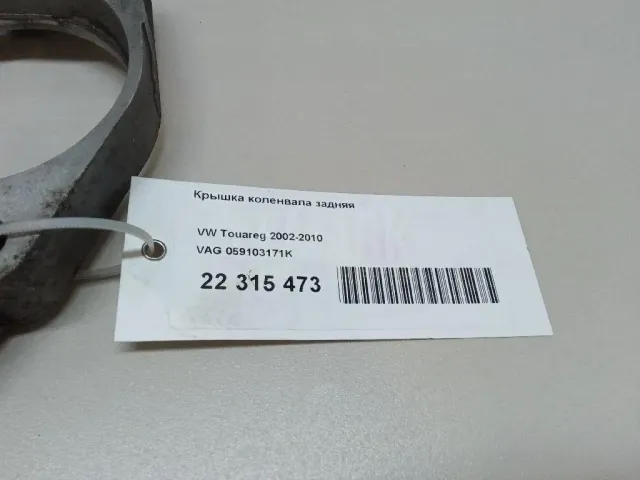 Крышка коленвала задняя
VW Touareg 2002-2010
VAG 059103171K
22 315 473